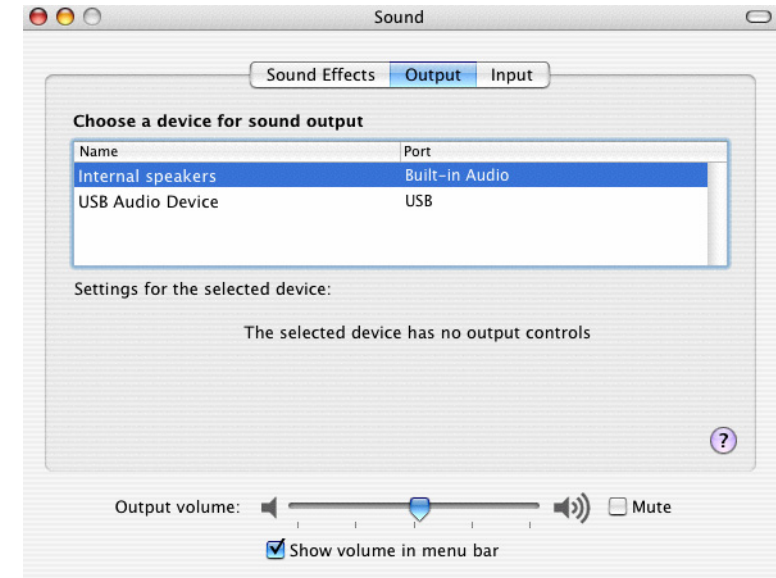 Sound
Sound Effects Output Input
Choose a device for sound output
Name Port
Internal speakers Built-in Audio
USB Audio Device USB
Settings for the selected device:
The selected device has no output controls
?
Output volume: Mute
Show volume in menu bar